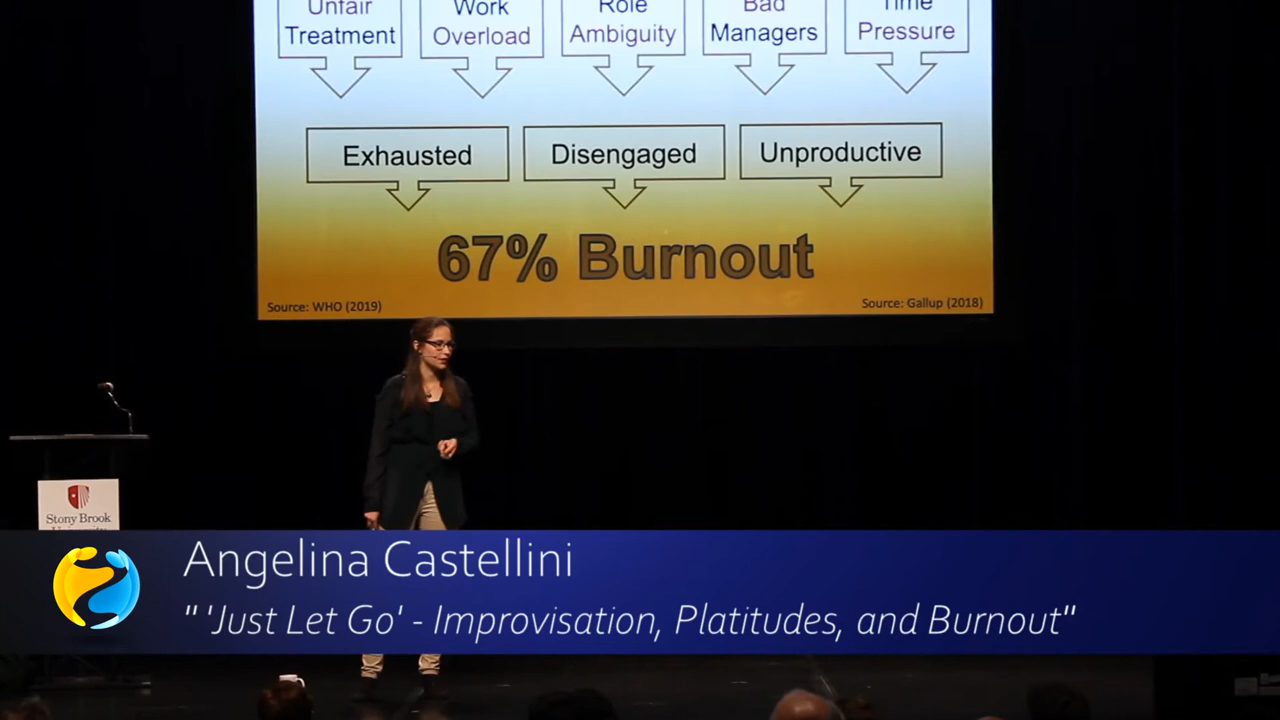 Unfair
Treatment
Work
Overload
Role
Ambiguity
Bad
Managers
Time
Pressure
Exhausted
Disengaged
Unproductive
67% Burnout
Source: WHO (2019)
Source: Gallup (2018)
Stony Brook
University
Angelina Castellini
" 'Just Let Go' - Improvisation, Platitudes, and Burnout"